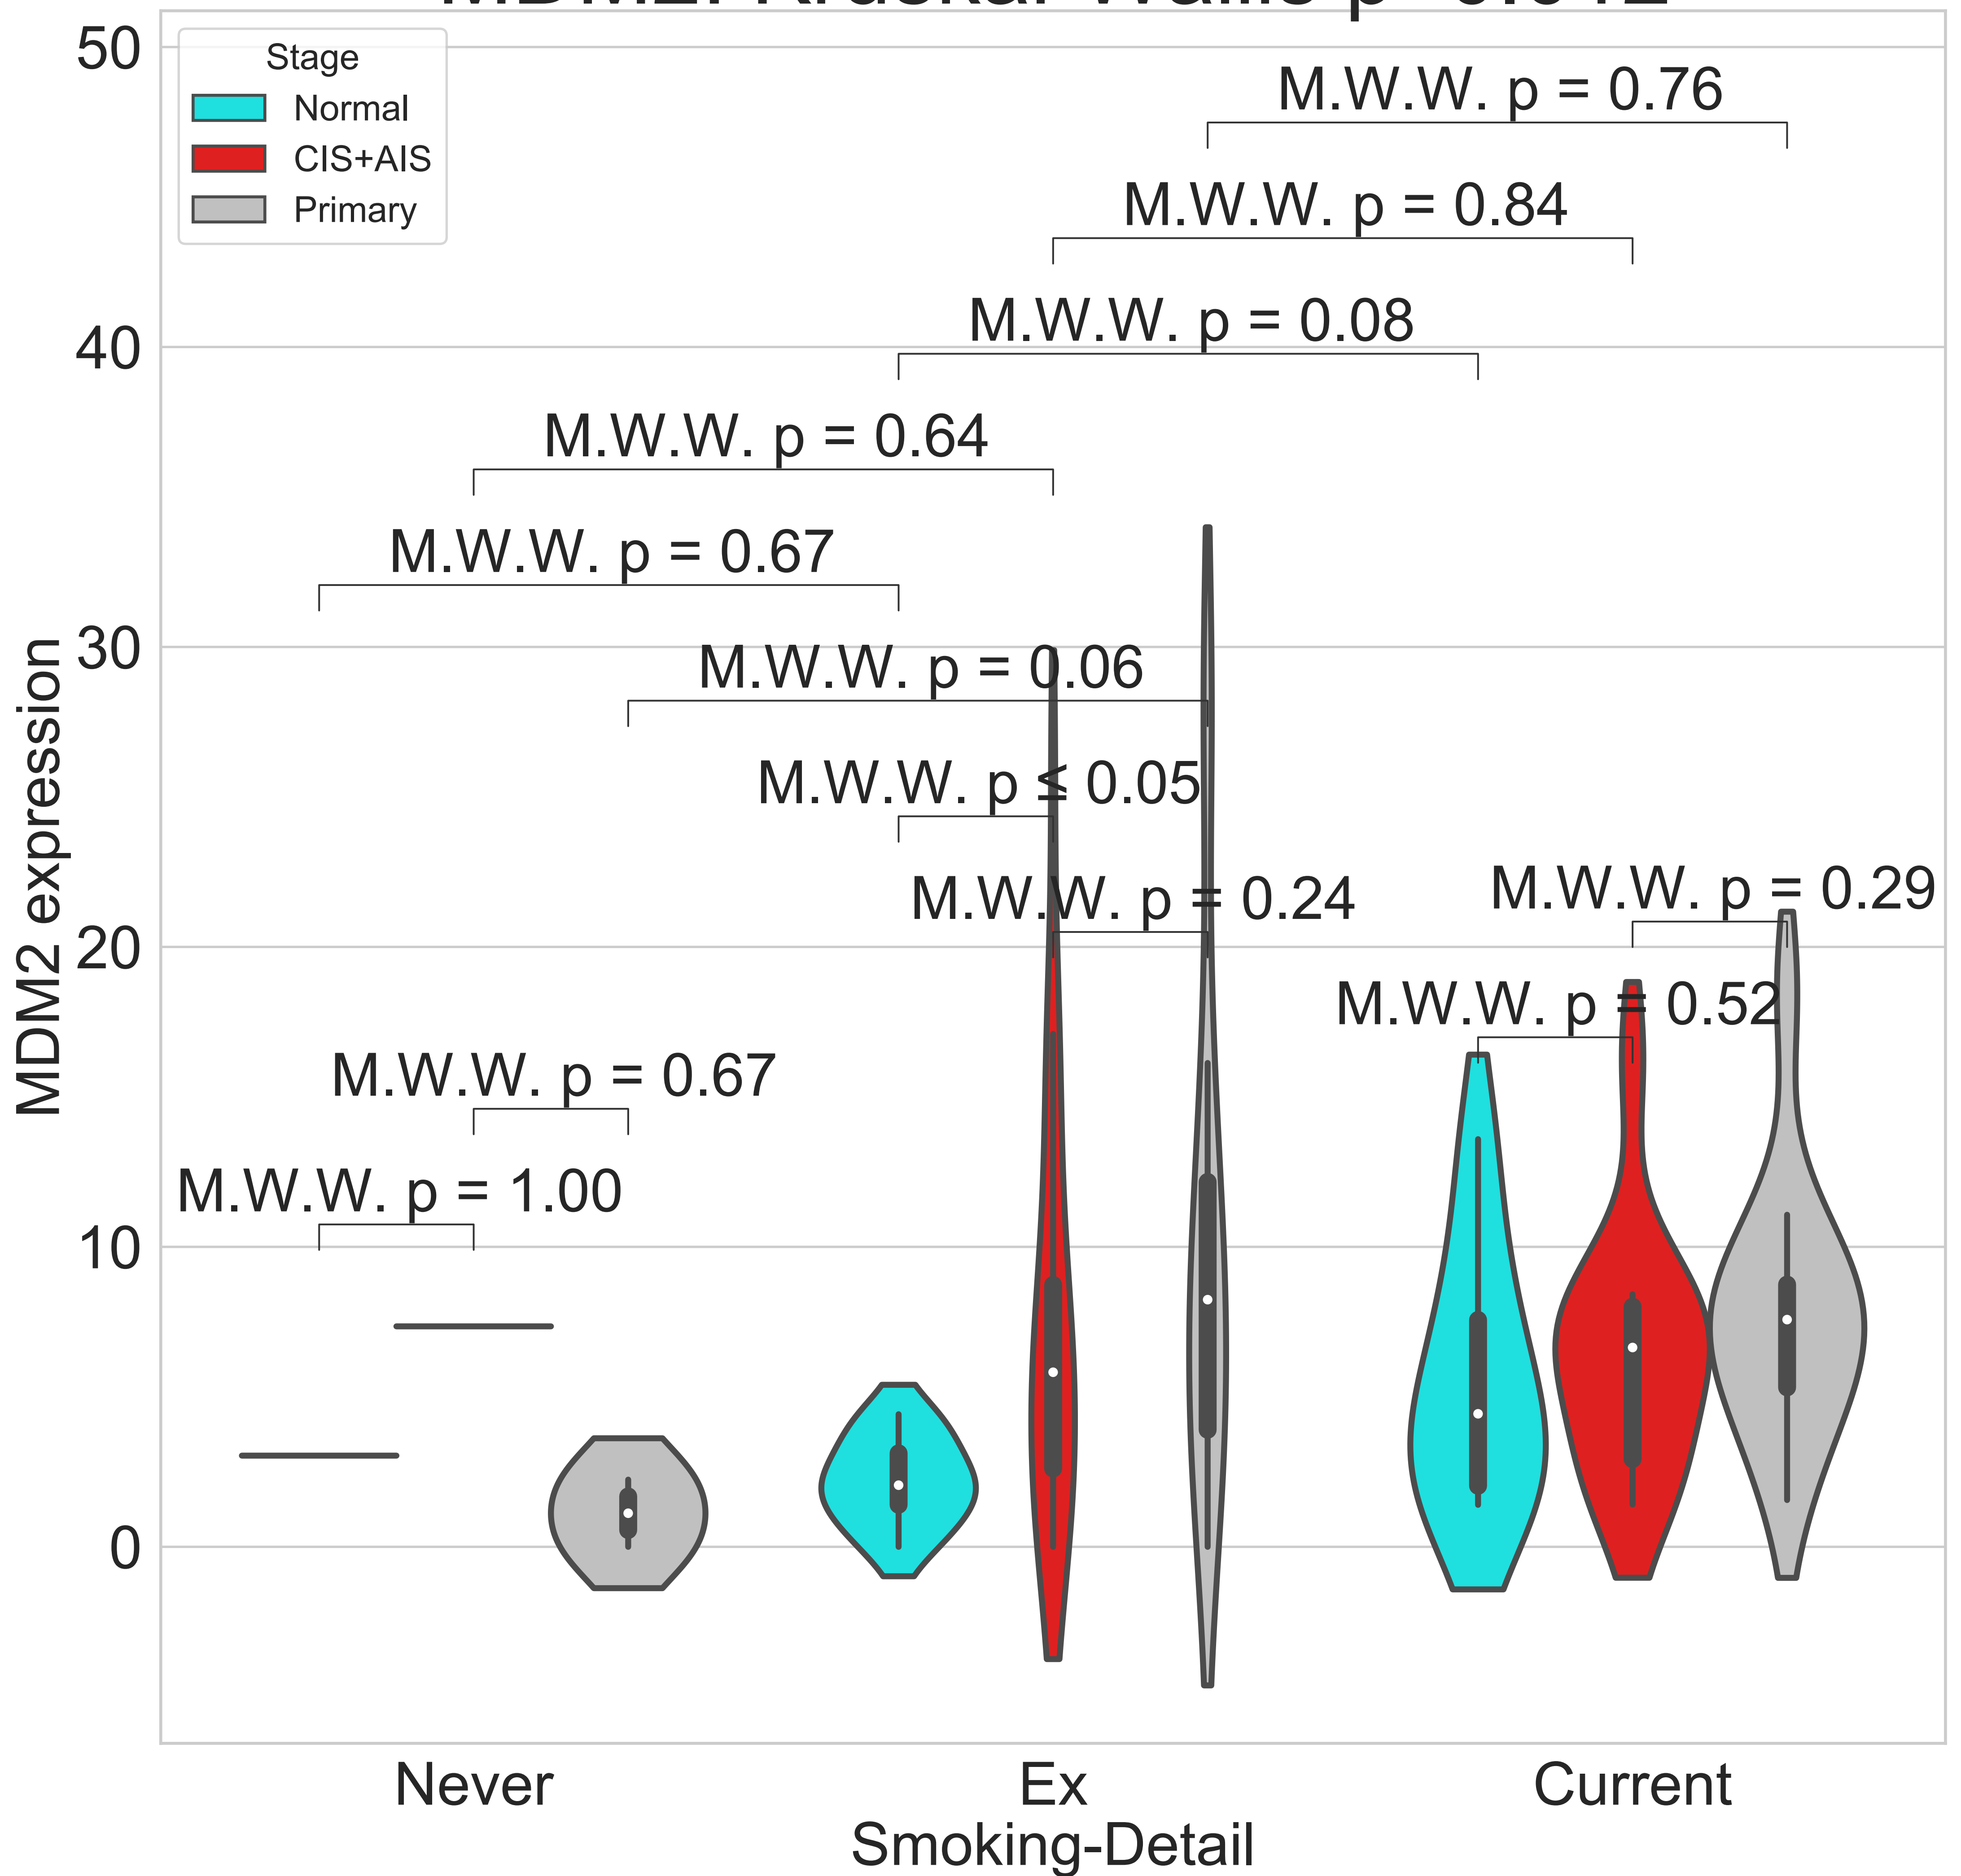 50
Stage
Normal
CIS+AIS
Primary
M.W.W. p = 0.76
M.W.W. p = 0.84
M.W.W. p = 0.08
40
M.W.W. p = 0.64
M.W.W. p = 0.67
30
M.W.W. p = 0.06
M.W.W. p ≤ 0.05
M.W.W. p = 0.24
M.W.W. p = 0.29
20
M.W.W. p = 0.52
M.W.W. p = 0.67
M.W.W. p = 1.00
10
0
MDM2 expression
Never
Ex
Current
Smoking-Detail